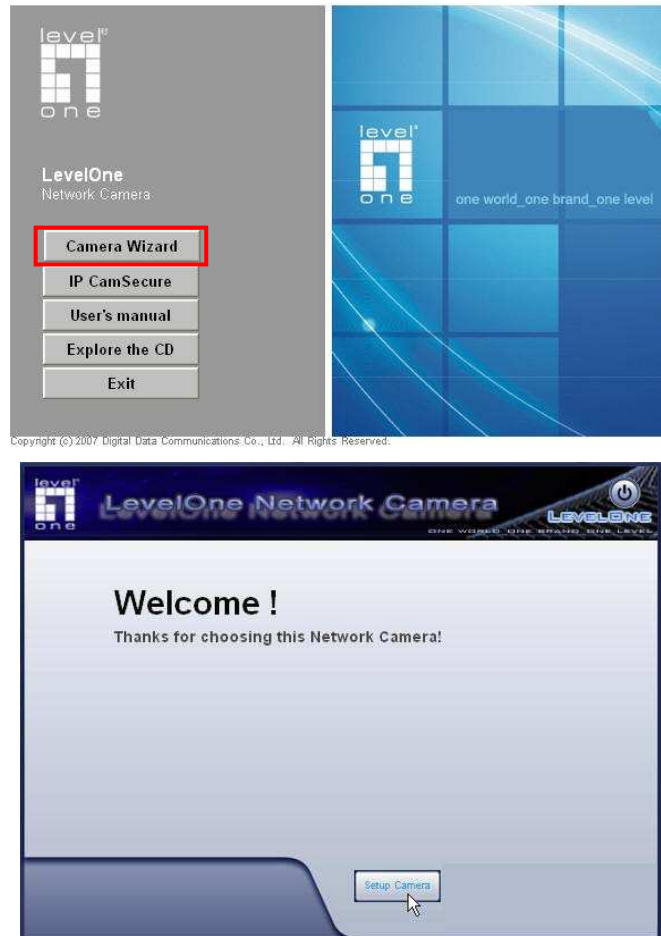 level®
one
LevelOne
Network Camera
Camera Wizard
IP CamSecure
User's manual
Explore the CD
Exit
level®
one
one world_one brand_one level
Copyright (c) 2007 Digital Data Communications Co., Ltd. All Rights Reserved.
level®
one
LevelOne Network Camera
LEVELONE
ONE WORLD ONE BRAND ONE LEVEL
Welcome !
Thanks for choosing this Network Camera!
Setup Camera